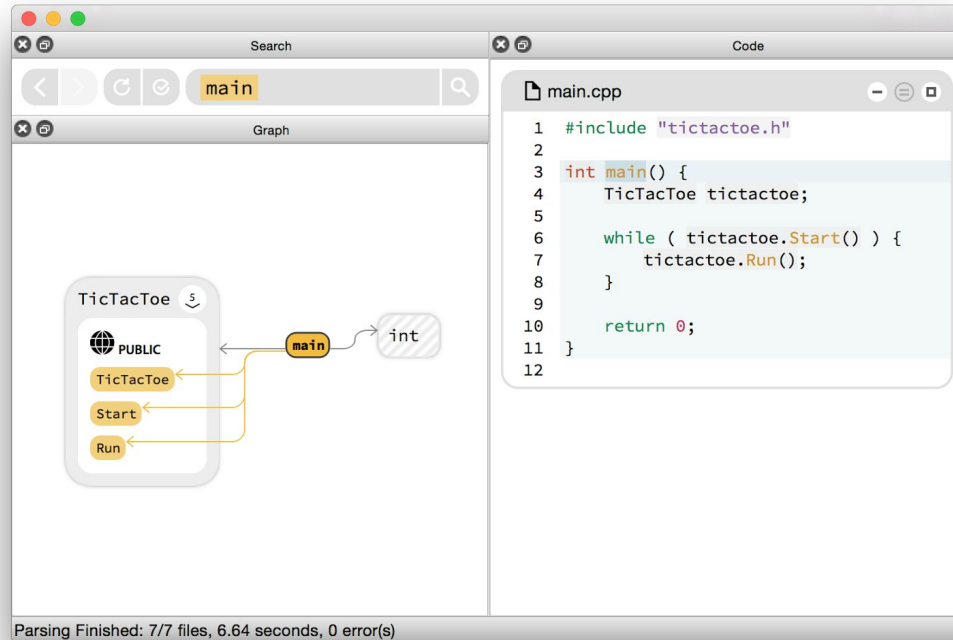 Search
main
Graph
TicTacToe 5
PUBLIC
TicTacToe
Start
Run
main
int
Code
main.cpp
1 #include "tictactoe.h"
2
3 int main() {
4     TicTacToe tictactoe;
5
6     while ( tictactoe.Start() ) {
7         tictactoe.Run();
8     }
9
10     return 0;
11 }
12
Parsing Finished: 7/7 files, 6.64 seconds, 0 error(s)